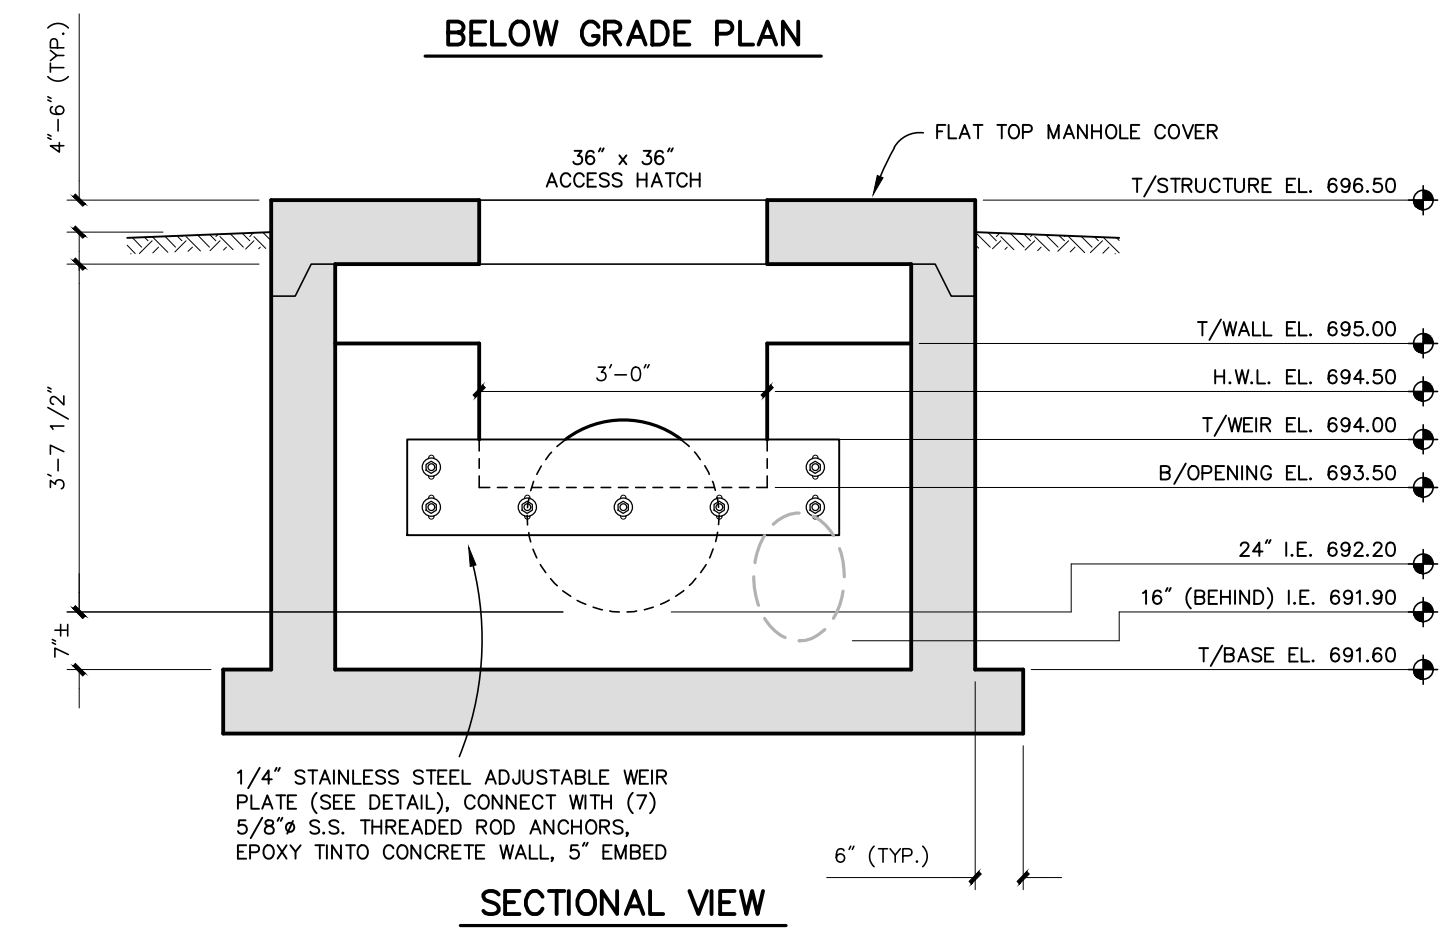 BELOW GRADE PLAN
4"-6" (TYP.)
FLAT TOP MANHOLE COVER
36" x 36"
ACCESS HATCH
T/STRUCTURE EL. 696.50
T/WALL EL. 695.00
3'-0"
H.W.L. EL. 694.50
3'-7 1/2"
T/WEIR EL. 694.00
B/OPENING EL. 693.50
24" I.E. 692.20
16" (BEHIND) I.E. 691.90
7"±
T/BASE EL. 691.60
1/4" STAINLESS STEEL ADJUSTABLE WEIR
PLATE (SEE DETAIL), CONNECT WITH (7)
5/8"ø S.S. THREADED ROD ANCHORS,
EPOXY TINTO CONCRETE WALL, 5" EMBED
6" (TYP.)
SECTIONAL VIEW